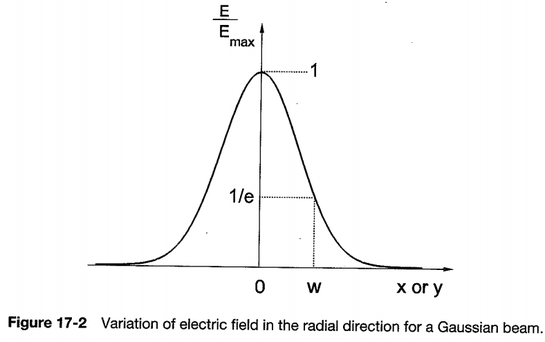 E
E
max
1
1/e
0
w
x or y
Figure 17-2 Variation of electric field in the radial direction for a Gaussian beam.